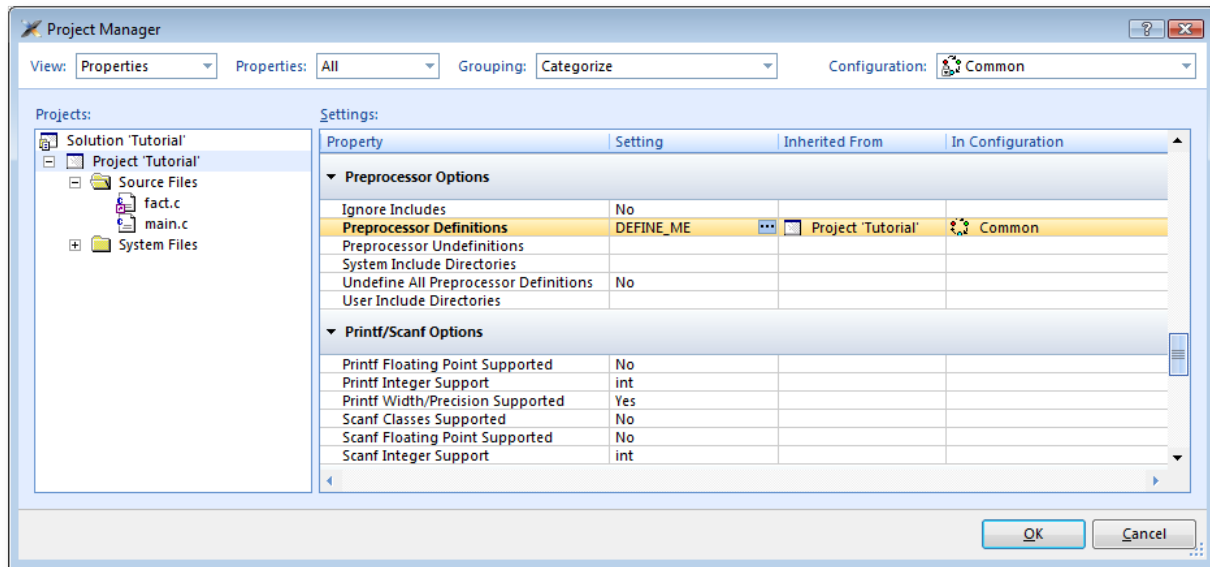 Project Manager
View: Properties Properties: All Grouping: Categorize Configuration: Common
Projects:
Solution 'Tutorial'
Project 'Tutorial'
Source Files
fact.c
main.c
System Files
Settings:
Property Setting Inherited From In Configuration
Preprocessor Options
Ignore Includes No
Preprocessor Definitions DEFINE_ME ... Project 'Tutorial' Common
Preprocessor Undefinitions
System Include Directories
Undefine All Preprocessor Definitions No
User Include Directories
Printf/Scanf Options
Printf Floating Point Supported No
Printf Integer Support int
Printf Width/Precision Supported Yes
Scanf Classes Supported No
Scanf Floating Point Supported No
Scanf Integer Support int
OK Cancel